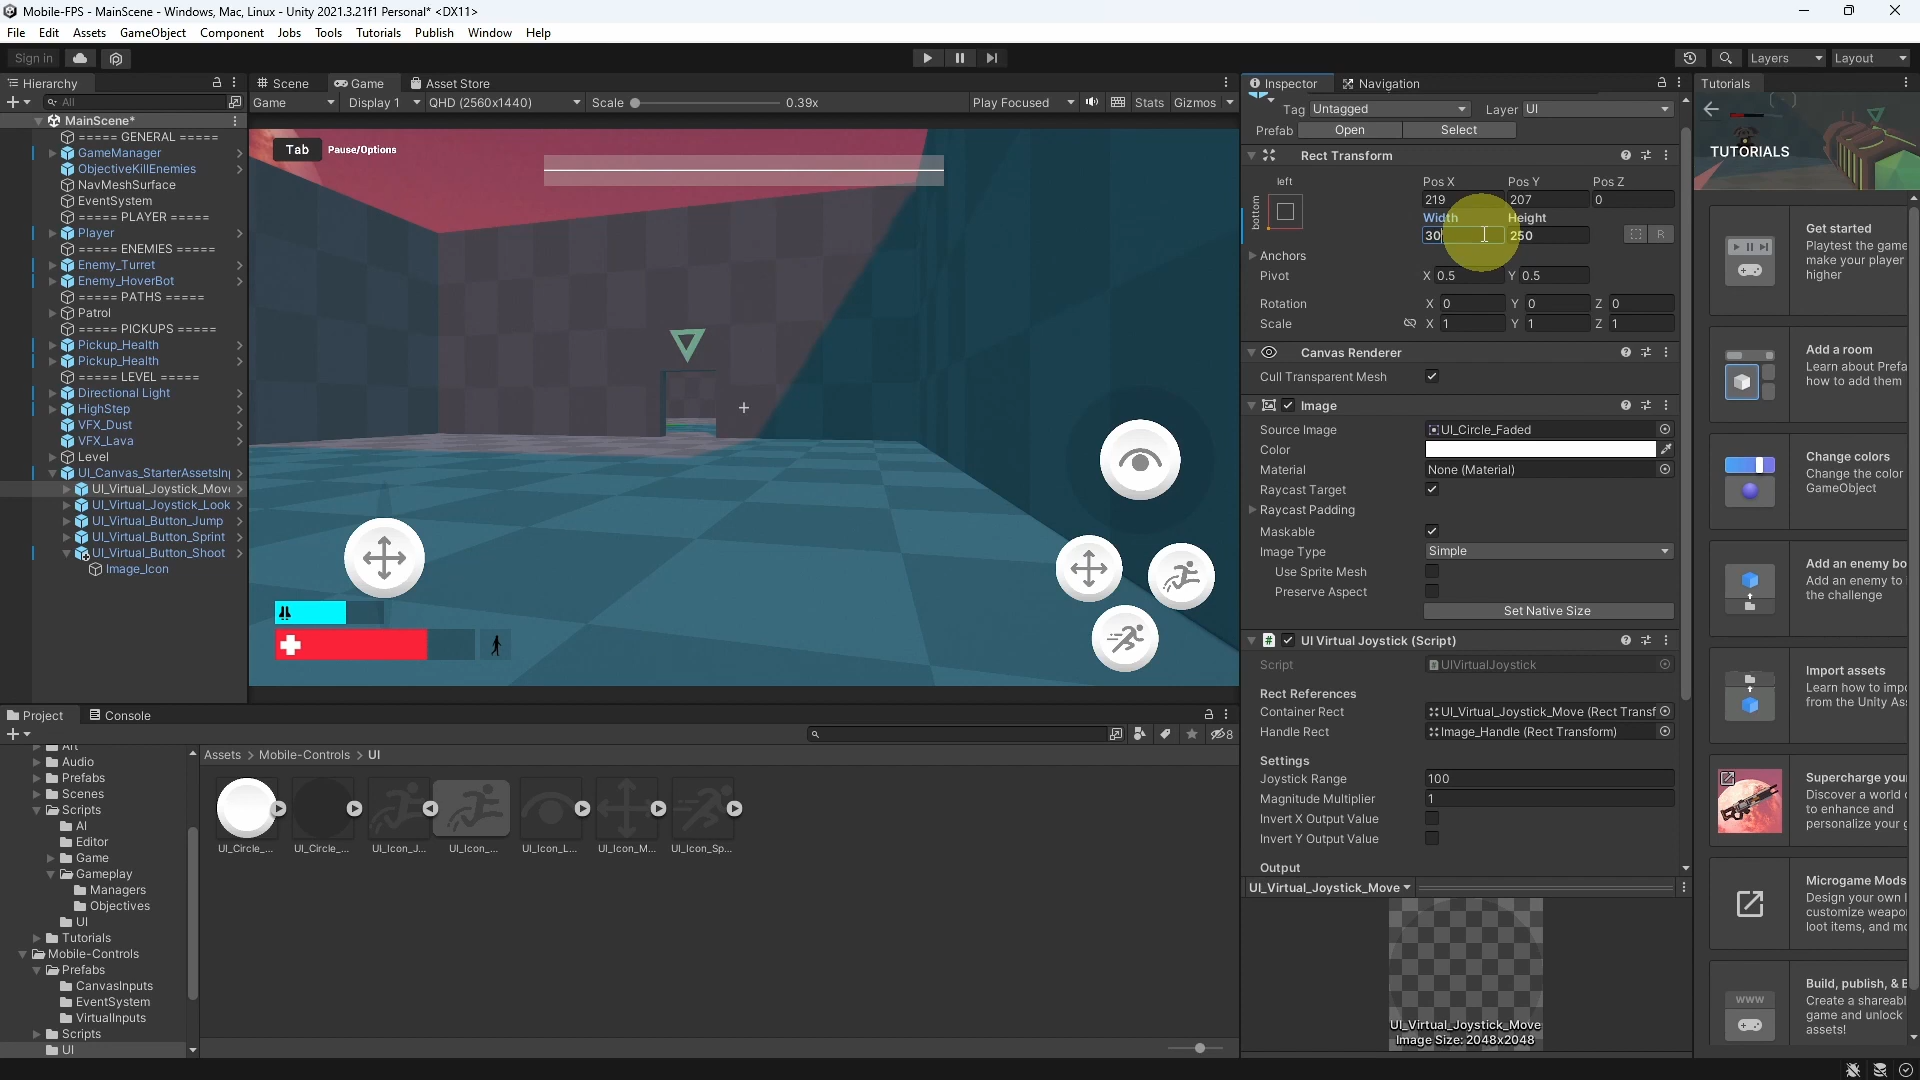 Mobile-FPS - MainScene - Windows, Mac, Linux - Unity 2021.3.21f1 Personal* <DX11>
File Edit Assets GameObject Component Jobs Tools Tutorials Publish Window Help
Sign in Layers Layout
Hierarchy
All
MainScene*
===== GENERAL =====
GameManager
ObjectiveKillEnemies
NavMeshSurface
EventSystem
===== PLAYER =====
Player
===== ENEMIES =====
Enemy_Turret
Enemy_HoverBot
===== PATHS =====
Patrol
===== PICKUPS =====
Pickup_Health
Pickup_Health
===== LEVEL =====
Directional Light
HighStep
VFX_Dust
VFX_Lava
Level
UI_Canvas_StarterAssetsIn
UI_Virtual_Joystick_Mov
UI_Virtual_Joystick_Look
UI_Virtual_Button_Jump
UI_Virtual_Button_Sprint
UI_Virtual_Button_Shoot
Image_Icon
Scene Game Asset Store
Game Display 1 QHD (2560x1440) Scale 0.39x Play Focused Stats Gizmos
Tab Pause/Options
Project Console
8
Art
Audio
Prefabs
Scenes
Scripts
AI
Editor
Game
Gameplay
Managers
Objectives
UI
Tutorials
Mobile-Controls
Prefabs
CanvasInputs
EventSystem
VirtualInputs
Scripts
UI
Assets > Mobile-Controls > UI
UI_Circle_... UI_Circle_... UI_Icon_J... UI_Icon_... UI_Icon_L... UI_Icon_M... UI_Icon_Sp...
Inspector Navigation
Tag Untagged Layer UI
Prefab Open Select
Rect Transform
left Pos X Pos Y Pos Z
bottom 219 207 0
Width Height
30 250 R
Anchors
Pivot X 0.5 Y 0.5
Rotation X 0 Y 0 Z 0
Scale X 1 Y 1 Z 1
Canvas Renderer
Cull Transparent Mesh
Image
Source Image UI_Circle_Faded
Color
Material None (Material)
Raycast Target
Raycast Padding
Maskable
Image Type Simple
Use Sprite Mesh
Preserve Aspect
Set Native Size
# UI Virtual Joystick (Script)
Script UIVirtualJoystick
Rect References
Container Rect UI_Virtual_Joystick_Move (Rect Transf
Handle Rect Image_Handle (Rect Transform)
Settings
Joystick Range 100
Magnitude Multiplier 1
Invert X Output Value
Invert Y Output Value
Output
UI_Virtual_Joystick_Move
UI_Virtual_Joystick_Move
Image Size: 2048x2048
Tutorials
TUTORIALS
Get started
Playtest the game
make your player
higher
Add a room
Learn about Prefa
how to add them
Change colors
Change the color
GameObject
Add an enemy bo
Add an enemy to
the challenge
Import assets
Learn how to impo
from the Unity As
Supercharge you
Discover a world
to enhance and
personalize your g
Microgame Mods
Design your own l
customize weapo
loot items, and mo
Build, publish, & E
WWW Create a shareabl
game and unlock
assets!